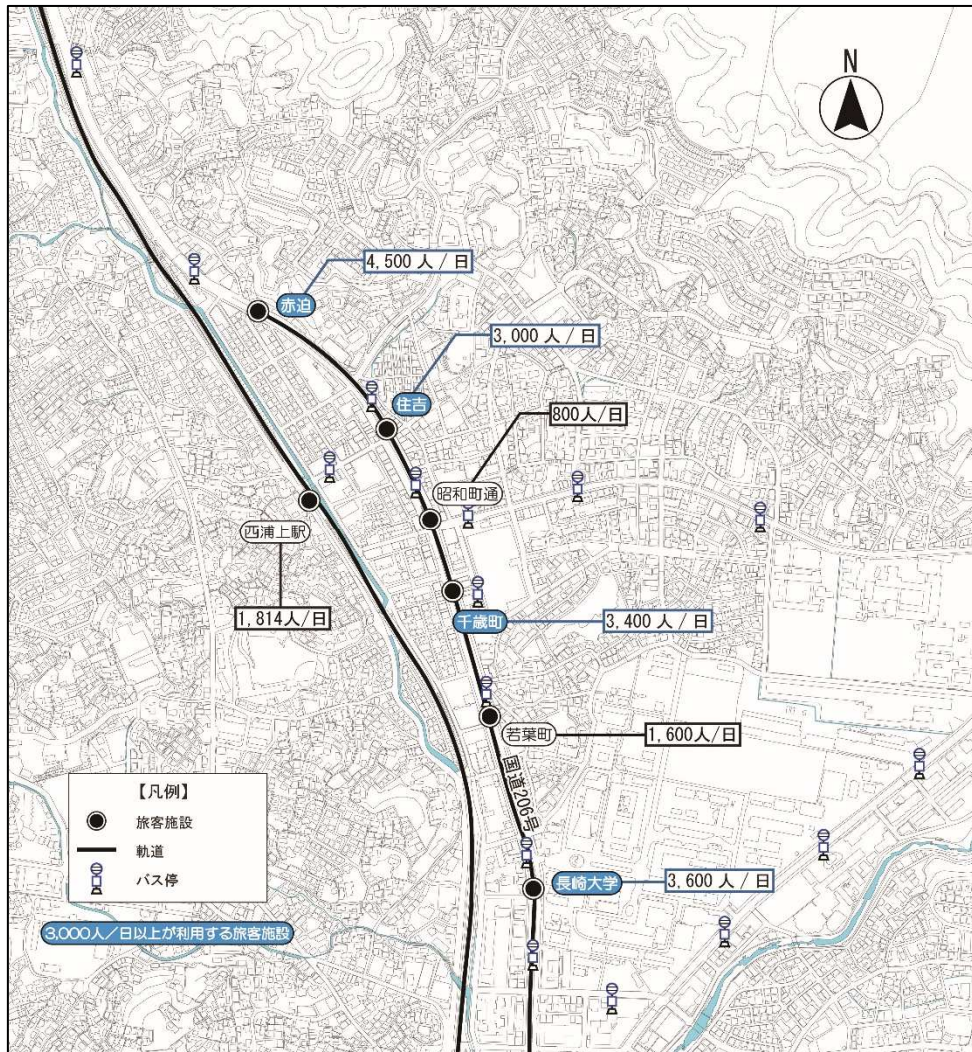 N
4,500 人 / 日
赤迫
3,000 人 / 日
住吉
800人/日
昭和町通
西浦上駅
1,814人/日
千歳町
3,400 人 / 日
若葉町
1,600人/日
国道206号
長崎大学
3,600 人 / 日
【凡例】
旅客施設
軌道
バス停
3,000人/日以上が利用する旅客施設